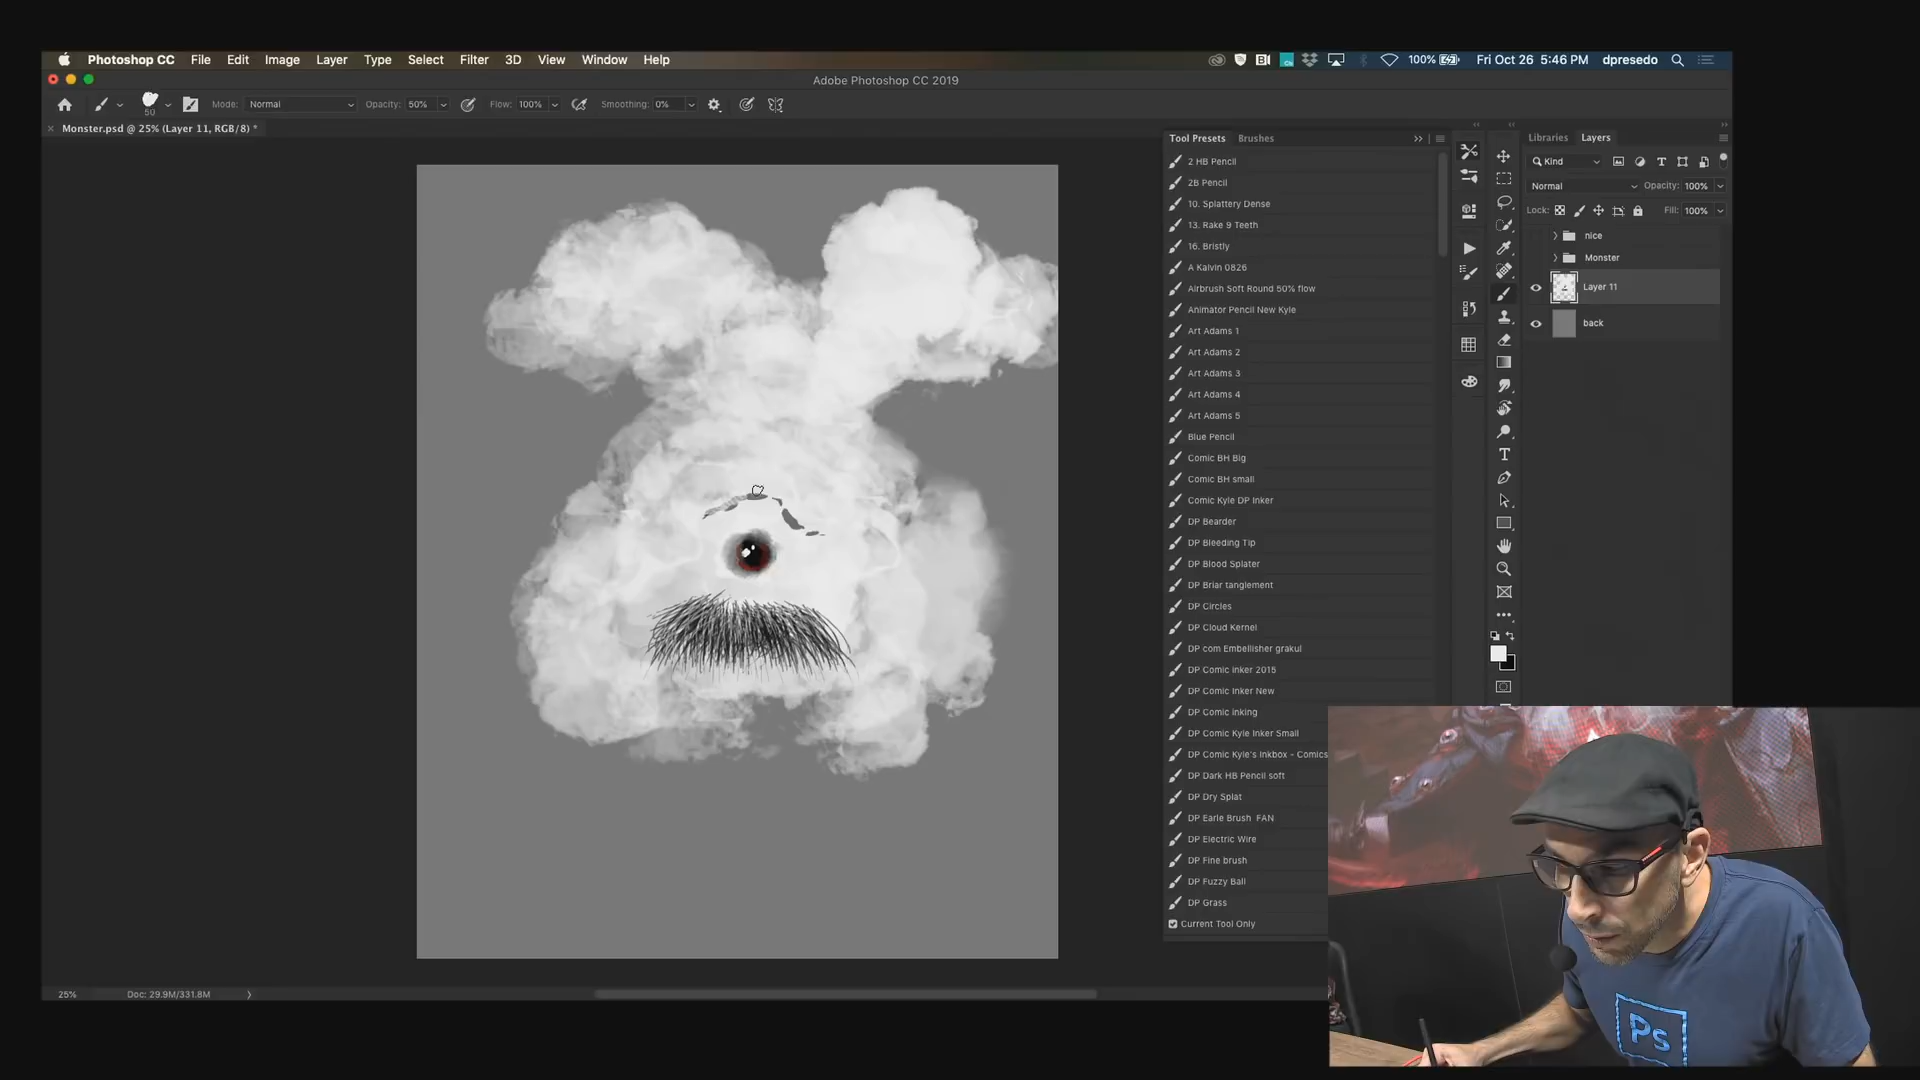 Photoshop CC File Edit Image Layer Type Select Filter 3D View Window Help 100% Fri Oct 26 5:46 PM dpresedo
Adobe Photoshop CC 2019
50 Mode: Normal Opacity: 50% Flow: 100% Smoothing: 0%
Monster.psd @ 25% (Layer 11, RGB/8) *
Tool Presets Brushes
2 HB Pencil
2B Pencil
10. Splattery Dense
13. Rake 9 Teeth
16. Bristly
A Kalvin 0826
Airbrush Soft Round 50% flow
Animator Pencil New Kyle
Art Adams 1
Art Adams 2
Art Adams 3
Art Adams 4
Art Adams 5
Blue Pencil
Comic BH Big
Comic BH small
Comic Kyle DP Inker
DP Bearder
DP Bleeding Tip
DP Blood Splater
DP Briar tanglement
DP Circles
DP Cloud Kernel
DP com Embellisher grakul
DP Comic inker 2015
DP Comic Inker New
DP Comic inking
DP Comic Kyle Inker Small
DP Comic Kyle's Inkbox - Comics
DP Dark HB Pencil soft
DP Dry Splat
DP Earle Brush FAN
DP Electric Wire
DP Fine brush
DP Fuzzy Ball
DP Grass
Current Tool Only
Libraries Layers
Kind
Normal Opacity: 100%
Lock: Fill: 100%
nice
Monster
Layer 11
back
25% Doc: 29.9M/331.8M
Ps